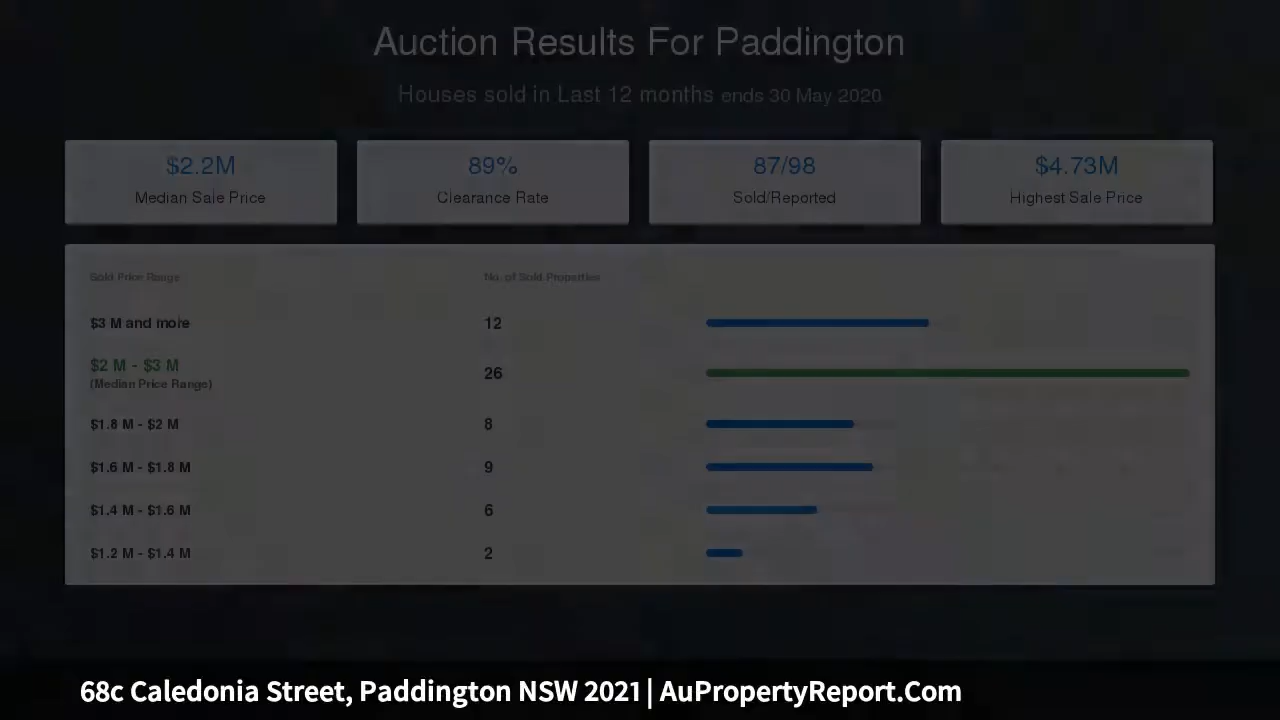 Auction Results For Paddington
Houses sold in Last 12 months ends 30 May 2020
$2.2M
Median Sale Price
89%
Clearance Rate
87/98
Sold/Reported
$4.73M
Highest Sale Price
Sold Price Range No. of Sold Properties
$3 M and more 12
$2 M - $3 M
(Median Price Range) 26
$1.8 M - $2 M 8
$1.6 M - $1.8 M 9
$1.4 M - $1.6 M 6
$1.2 M - $1.4 M 2
68c Caledonia Street, Paddington NSW 2021 | AuPropertyReport.Com